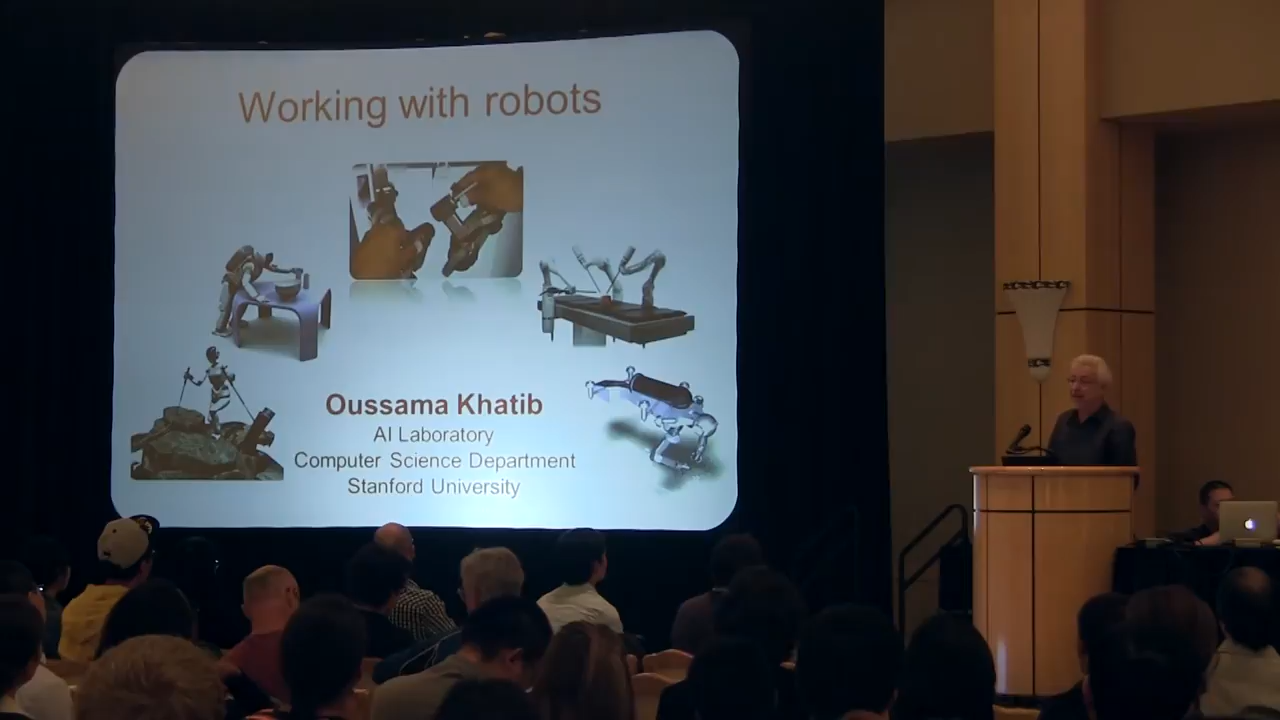 Working with robots
Oussama Khatib
AI Laboratory
Computer Science Department
Stanford University